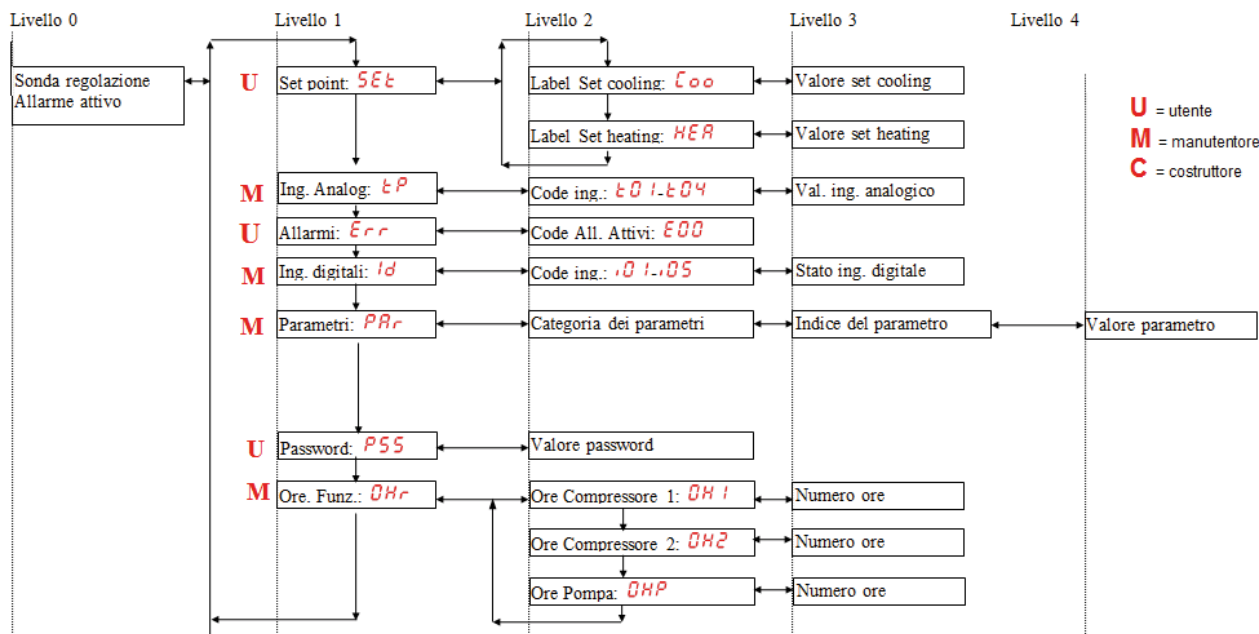 Livello 0 Livello 1 Livello 2 Livello 3 Livello 4
Sonda regolazione
Allarme attivo
U Set point: SEt Label Set cooling: Coo Valore set cooling
Label Set heating: HEA Valore set heating
U = utente
M = manutentore
C = costruttore
M Ing. Analog: tP Code ing.: t01-t04 Val. ing. analogico
U Allarmi: Err Code All. Attivi: E00
M Ing. digitali: Id Code ing.: i01-i05 Stato ing. digitale
M Parametri: PAr Categoria dei parametri Indice del parametro Valore parametro
U Password: PSS Valore password
M Ore. Funz.: OHr Ore Compressore 1: OH1 Numero ore
Ore Compressore 2: OH2 Numero ore
Ore Pompa: OHP Numero ore